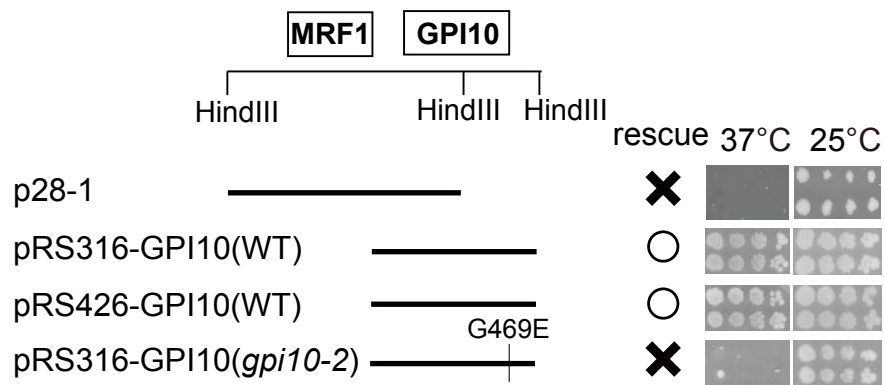 MRF1 GPI10
HindIII HindIII HindIII
rescue 37°C 25°C
p28-1
pRS316-GPI10(WT)
pRS426-GPI10(WT)
G469E
pRS316-GPI10(gpi10-2)